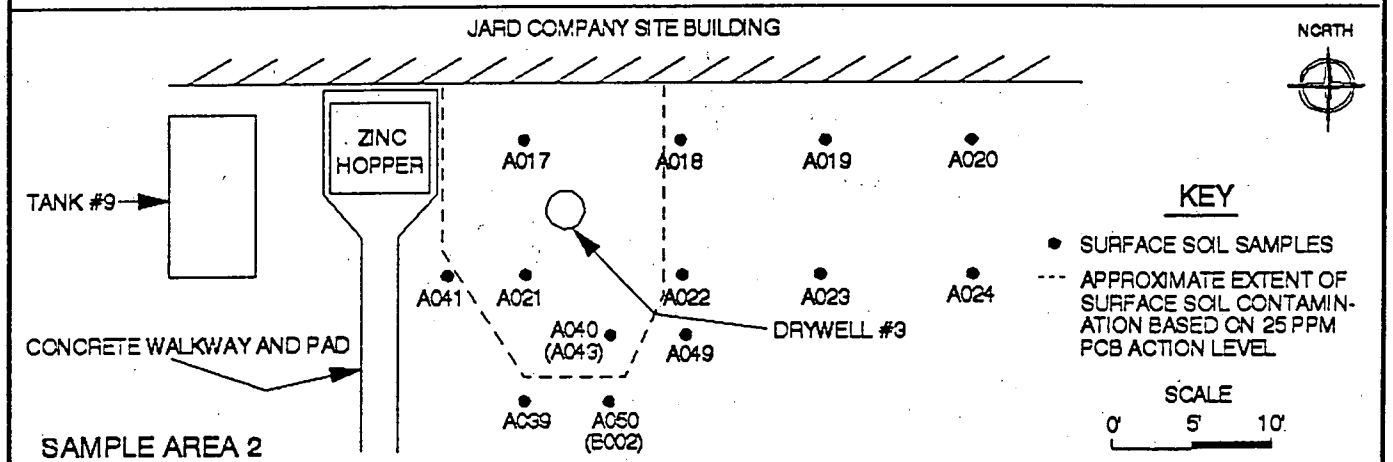 JARD COMPANY SITE BUILDING
NORTH
ZINC
HOPPER
A017
A018
A019
A020
TANK #9
KEY
SURFACE SOIL SAMPLES
APPROXIMATE EXTENT OF
SURFACE SOIL CONTAMIN-
ATION BASED ON 25 PPM
PCB ACTION LEVEL
A041
A021
A022
A023
A024
A040
(A043)
A049
DRYWELL #3
CONCRETE WALKWAY AND PAD
A039
A050
(E002)
SCALE
0' 5' 10'
SAMPLE AREA 2